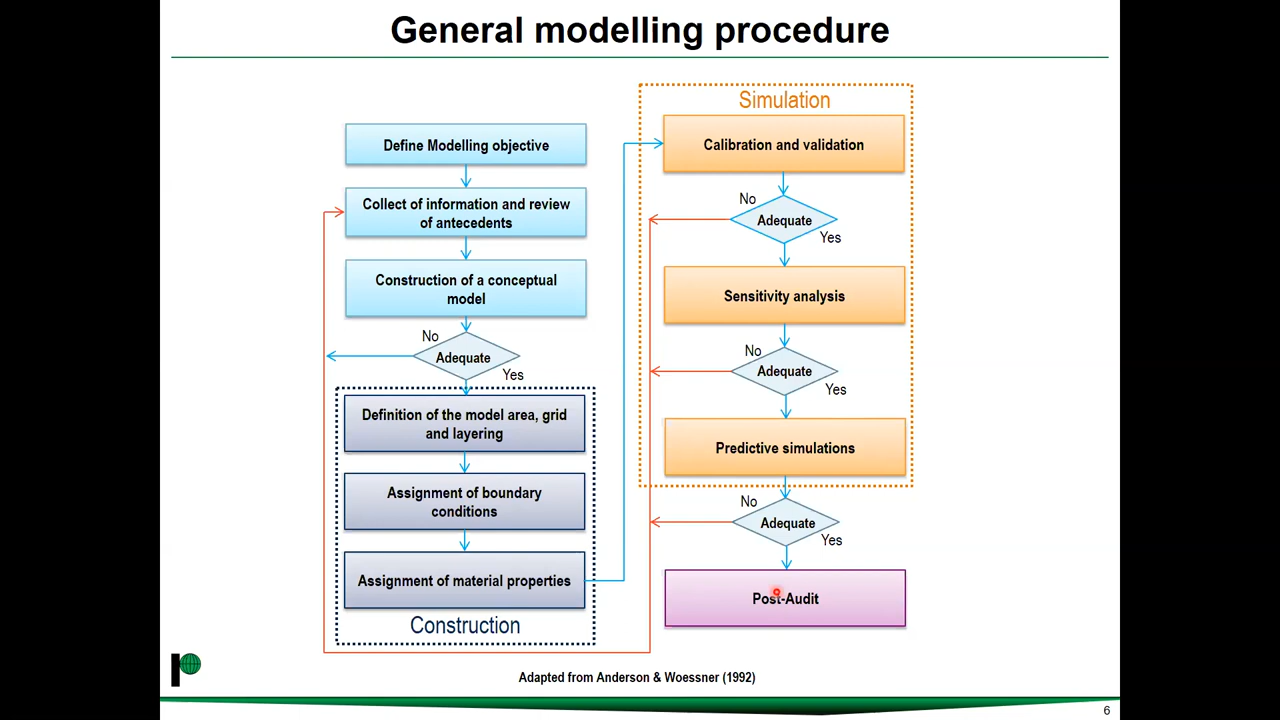 General modelling procedure
Define Modelling objective
Collect of information and review
of antecedents
Construction of a conceptual
model
No
Adequate
Yes
Definition of the model area, grid
and layering
Assignment of boundary
conditions
Assignment of material properties
Construction
Simulation
Calibration and validation
No
Adequate
Yes
Sensitivity analysis
No
Adequate
Yes
Predictive simulations
No
Adequate
Yes
Post-Audit
Adapted from Anderson & Woessner (1992)
6